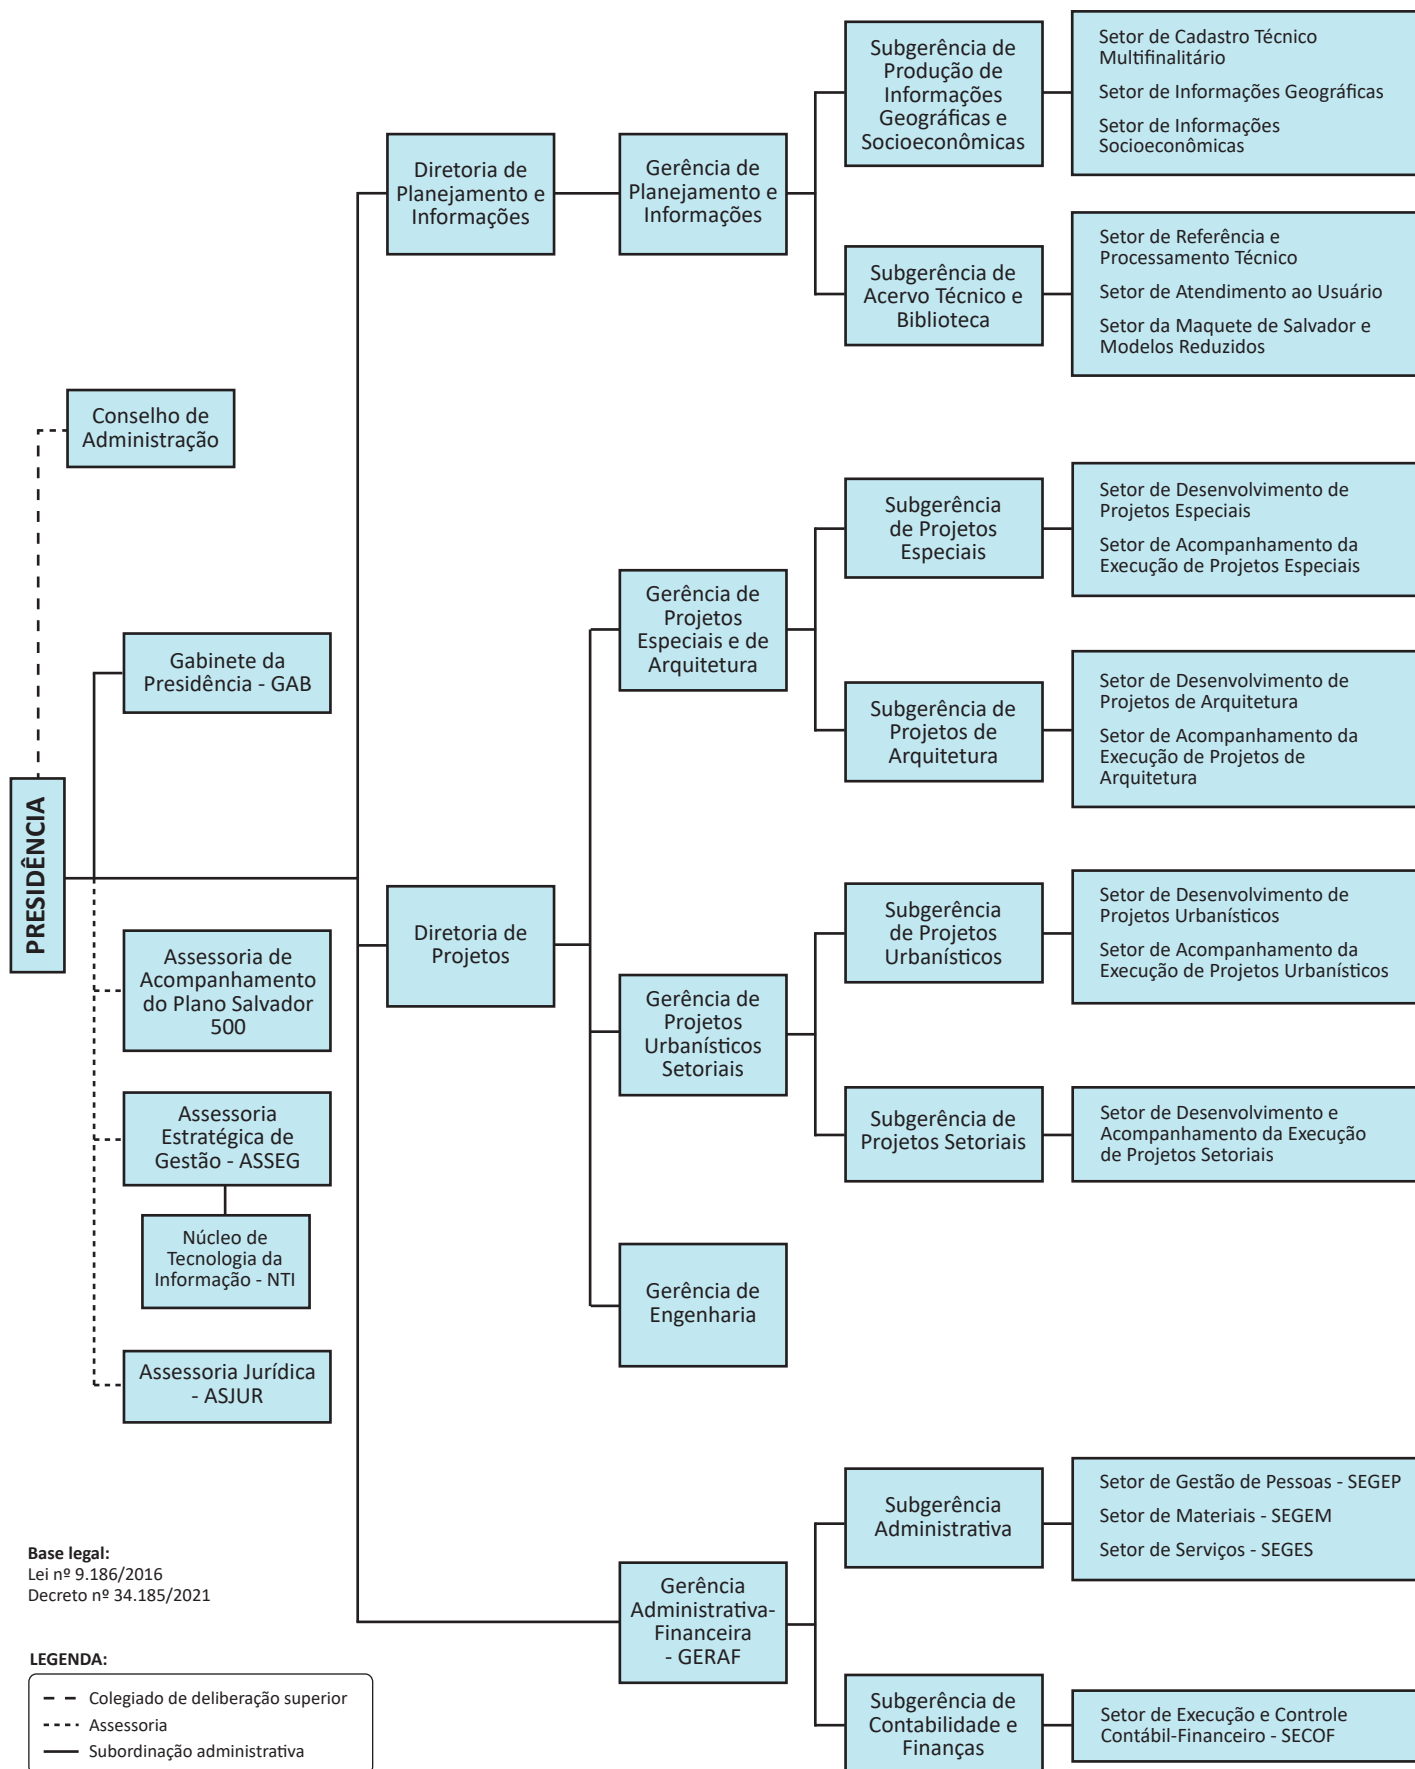 PRESIDÊNCIA
Conselho de
Administração
Gabinete da
Presidência - GAB
Assessoria de
Acompanhamento
do Plano Salvador
500
Assessoria
Estratégica de
Gestão - ASSEG
Núcleo de
Tecnologia da
Informação - NTI
Assessoria Jurídica
- ASJUR
Diretoria de
Planejamento e
Informações
Gerência de
Planejamento e
Informações
Subgerência de
Produção de
Informações
Geográficas e
Socioeconômicas
Setor de Cadastro Técnico
Multifinalitário
Setor de Informações Geográficas
Setor de Informações
Socioeconômicas
Subgerência de
Acervo Técnico e
Biblioteca
Setor de Referência e
Processamento Técnico
Setor de Atendimento ao Usuário
Setor da Maquete de Salvador e
Modelos Reduzidos
Diretoria de
Projetos
Gerência de
Projetos
Especiais e de
Arquitetura
Subgerência
de Projetos
Especiais
Setor de Desenvolvimento de
Projetos Especiais
Setor de Acompanhamento da
Execução de Projetos Especiais
Subgerência de
Projetos de
Arquitetura
Setor de Desenvolvimento de
Projetos de Arquitetura
Setor de Acompanhamento da
Execução de Projetos de
Arquitetura
Gerência de
Projetos
Urbanísticos
Setoriais
Subgerência
de Projetos
Urbanísticos
Setor de Desenvolvimento de
Projetos Urbanísticos
Setor de Acompanhamento da
Execução de Projetos Urbanísticos
Subgerência de
Projetos Setoriais
Setor de Desenvolvimento e
Acompanhamento da Execução
de Projetos Setoriais
Gerência de
Engenharia
Gerência
Administrativa-
Financeira
- GERAF
Subgerência
Administrativa
Setor de Gestão de Pessoas - SEGEP
Setor de Materiais - SEGEM
Setor de Serviços - SEGES
Subgerência de
Contabilidade e
Finanças
Setor de Execução e Controle
Contábil-Financeiro - SECOF
Base legal:
Lei nº 9.186/2016
Decreto nº 34.185/2021
LEGENDA:
Colegiado de deliberação superior
Assessoria
Subordinação administrativa